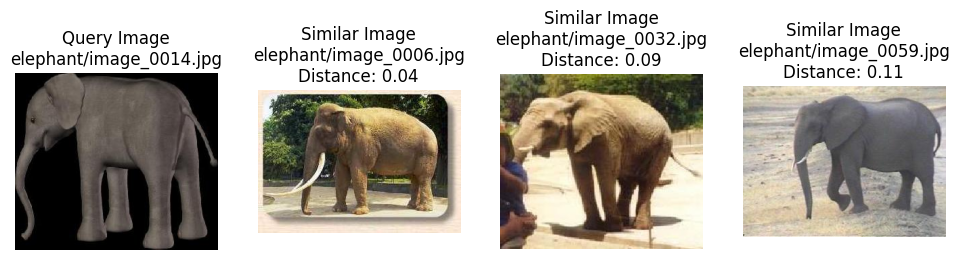 Query Image
elephant/image_0014.jpg
Similar Image
elephant/image_0006.jpg
Distance: 0.04
Similar Image
elephant/image_0032.jpg
Distance: 0.09
Similar Image
elephant/image_0059.jpg
Distance: 0.11